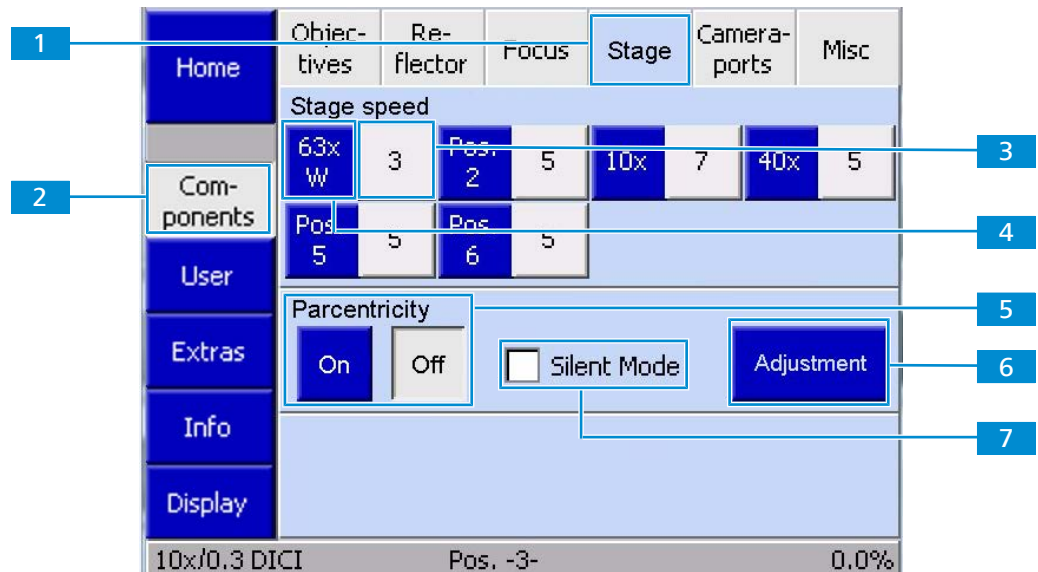 1
Home
Objec-
tives
Re-
flector
Focus
Stage
Camera-
ports
Misc
Stage speed
63x
W
3
Pos.
2
5
10x
7
40x
5
3
2
Com-
ponents
Pos.
5
5
Pos.
6
5
4
User
Parcentricity
5
Extras
On
Off
Silent Mode
Adjustment
6
Info
7
Display
10x/0.3 DICI
Pos. -3-
0.0%